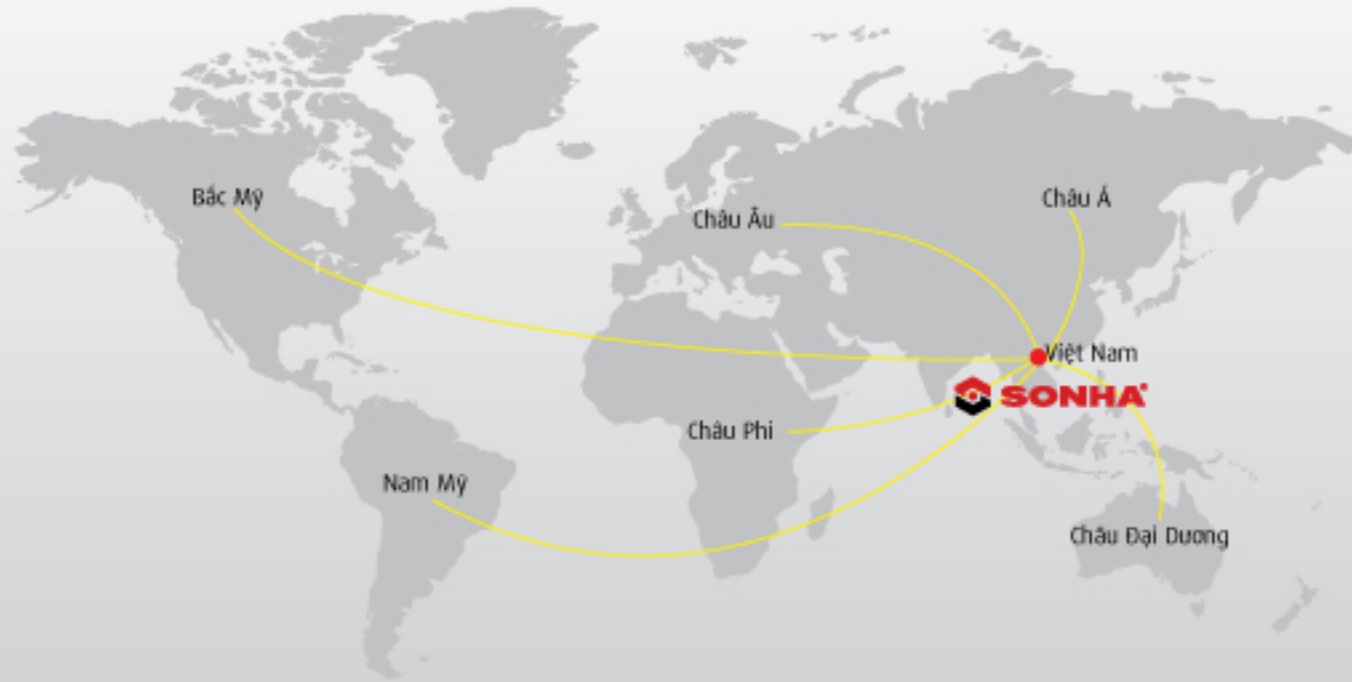 Bắc Mỹ
Châu Á
Châu Âu
Việt Nam
SONHA®
Châu Phi
Nam Mỹ
Châu Đại Dương